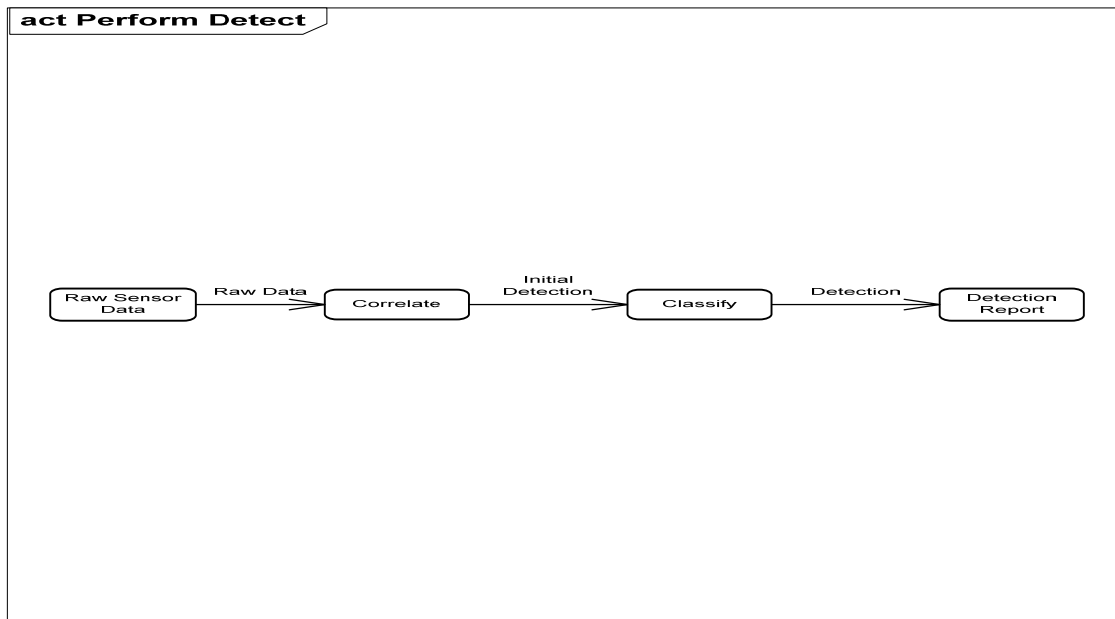 act Perform Detect
Raw Sensor
Data
Raw Data
Correlate
Initial
Detection
Classify
Detection
Detection
Report